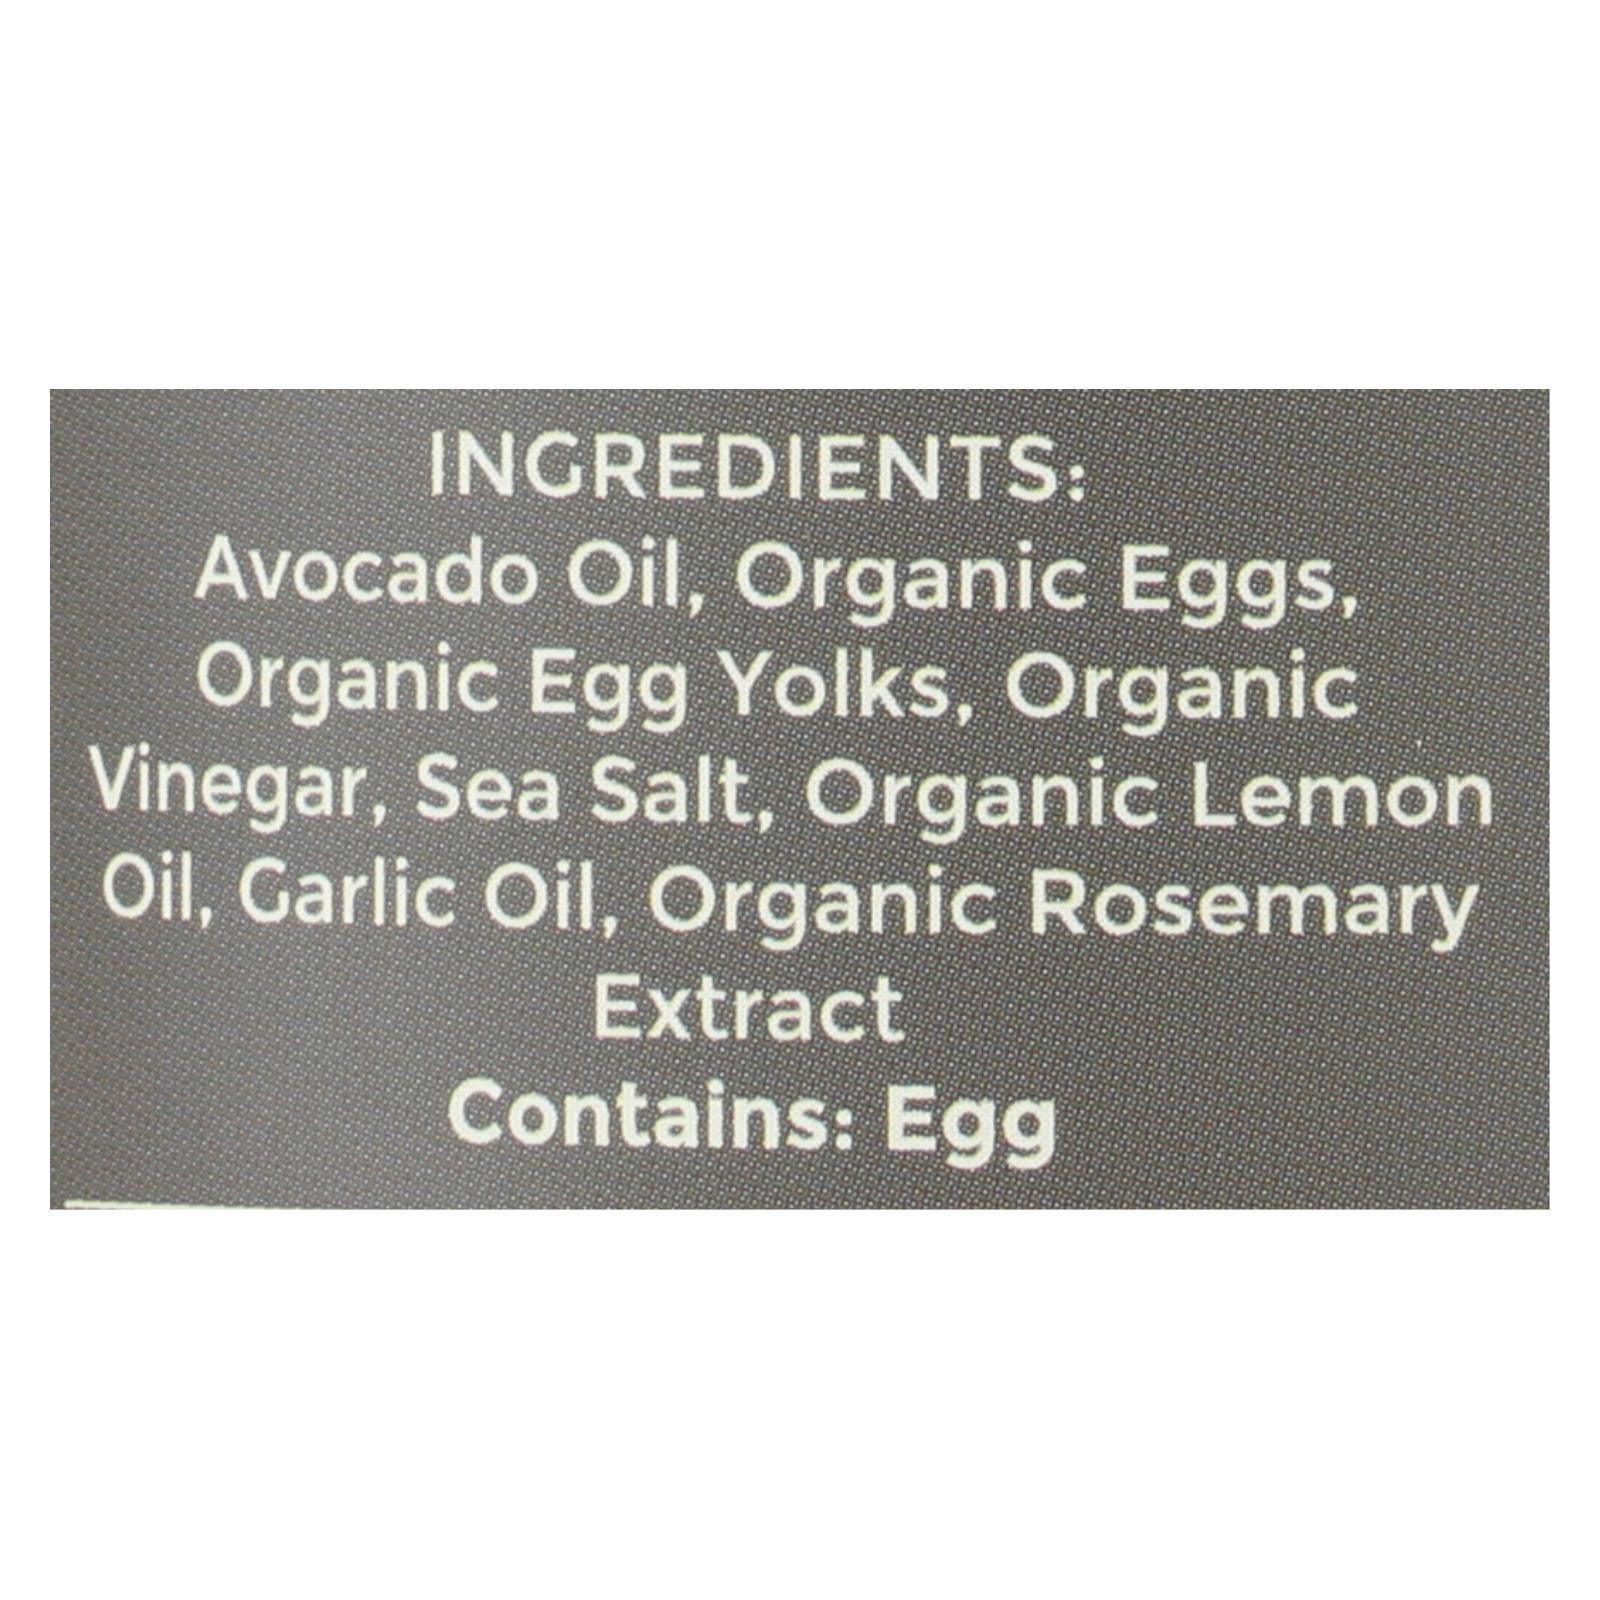 INGREDIENTS:
Avocado Oil, Organic Eggs,
Organic Egg Yolks, Organic
Vinegar, Sea Salt, Organic Lemon
Oil, Garlic Oil, Organic Rosemary
Extract
Contains: Egg